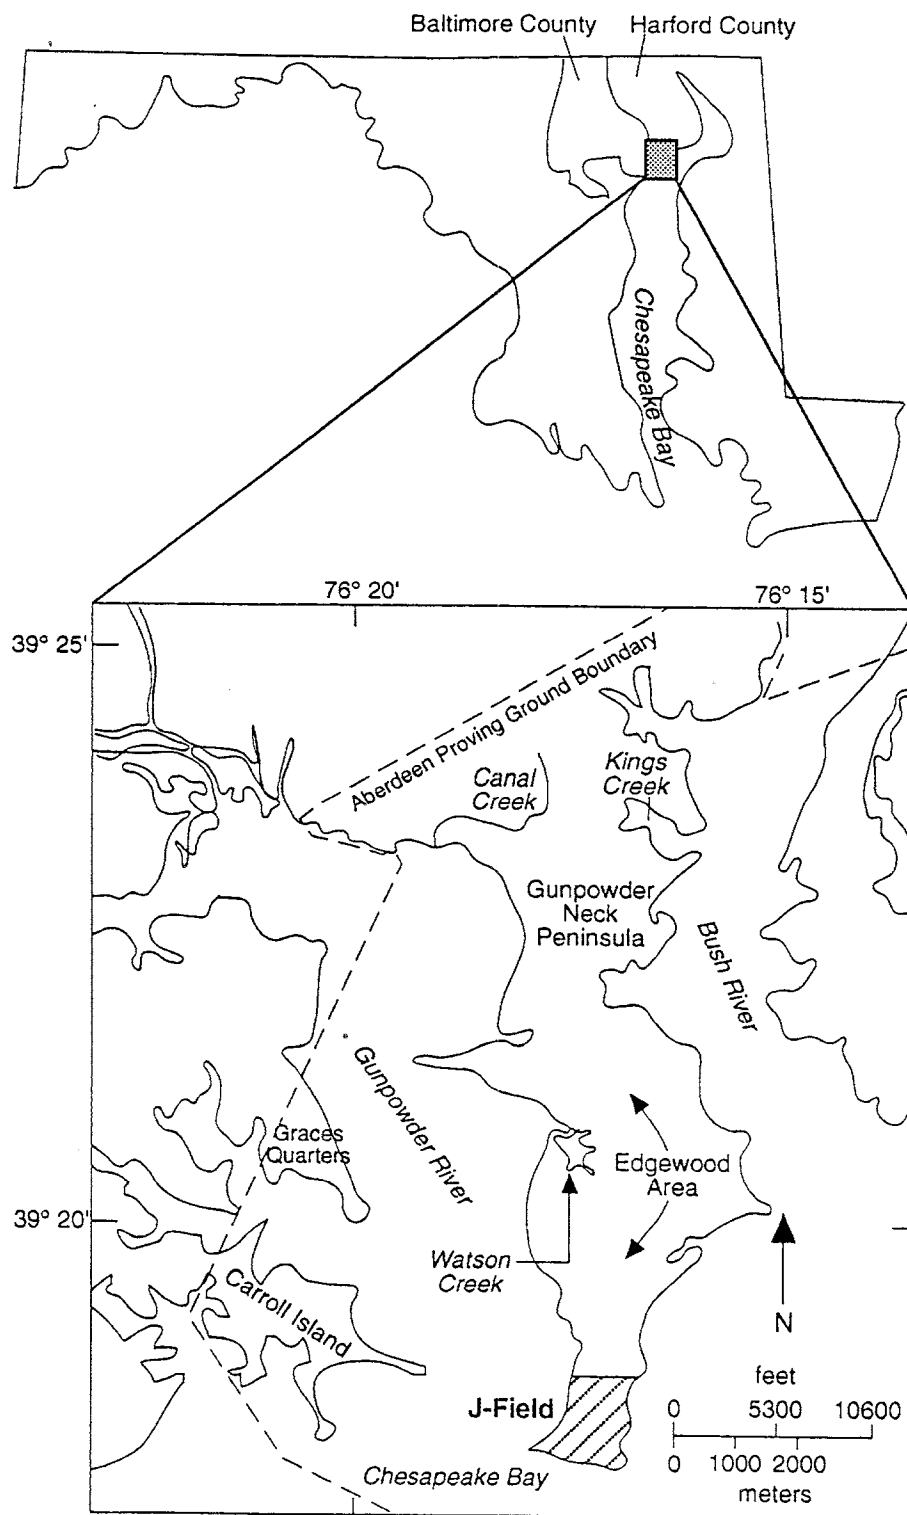 Baltimore County
Harford County
Chesapeake Bay
76° 20'
76° 15'
39° 25'
Aberdeen Proving Ground Boundary
Canal
Creek
Kings
Creek
Gunpowder
Neck
Peninsula
Bush River
Gunpowder River
Graces
Quarters
Edgewood
Area
39° 20'
Watson
Creek
Carroll Island
N
J-Field
feet
0 5300 10600
0 1000 2000
meters
Chesapeake Bay